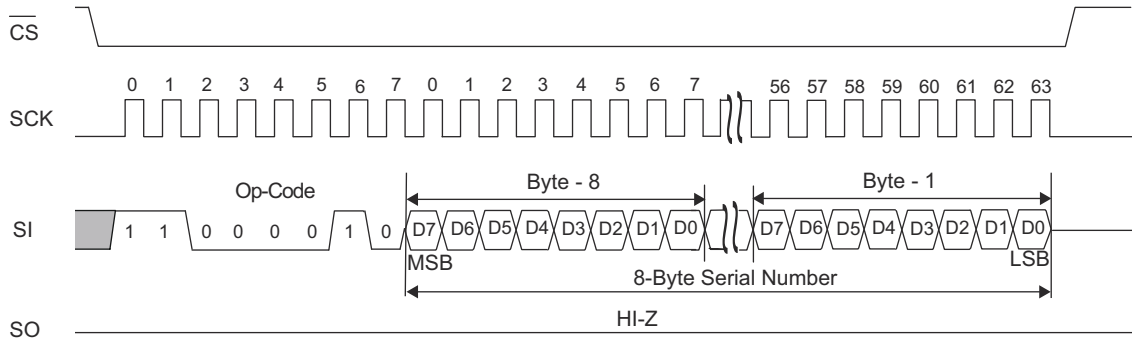 CS
0 1 2 3 4 5 6 7 0 1 2 3 4 5 6 7 56 57 58 59 60 61 62 63
SCK
Op-Code Byte - 8 Byte - 1
SI 1 1 0 0 0 0 1 0 D7 D6 D5 D4 D3 D2 D1 D0 D7 D6 D5 D4 D3 D2 D1 D0
MSB LSB
8-Byte Serial Number
HI-Z
SO